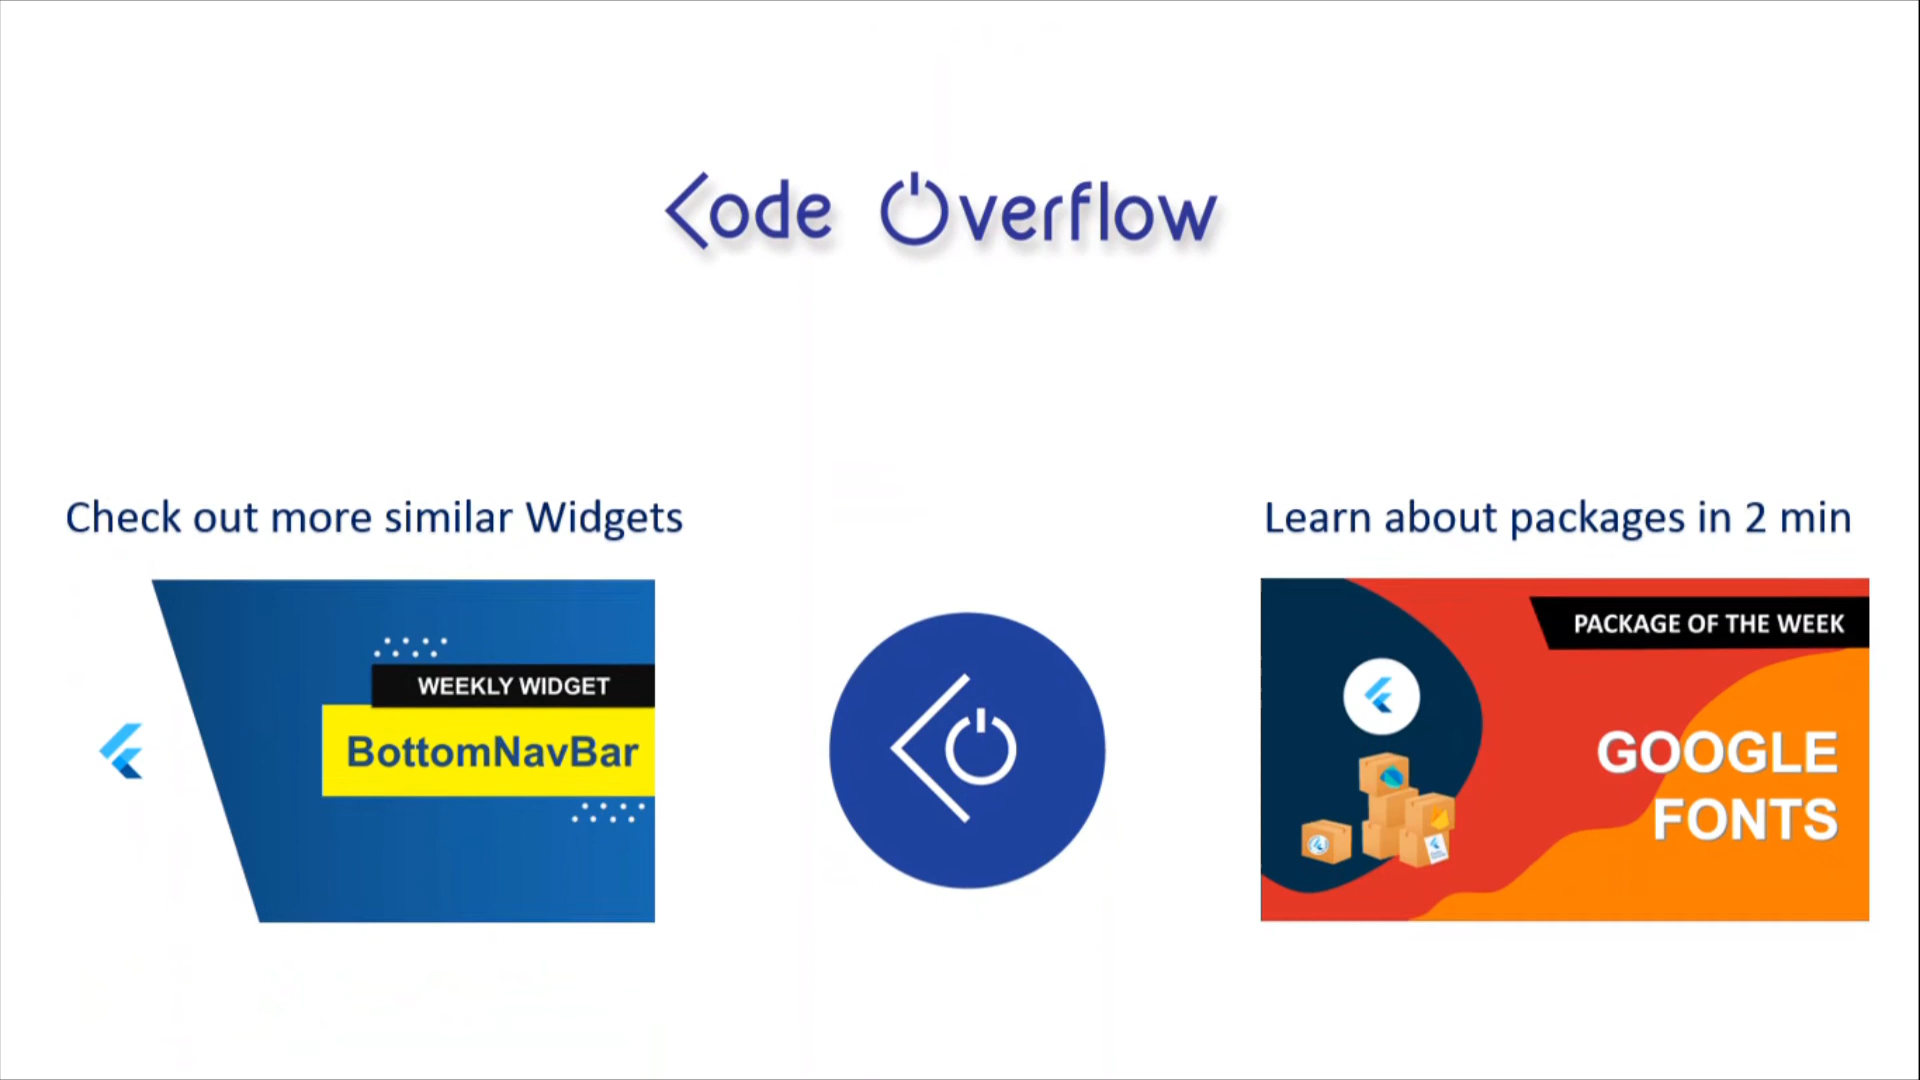 Code Overflow
Check out more similar Widgets
Learn about packages in 2 min
WEEKLY WIDGET
BottomNavBar
PACKAGE OF THE WEEK
GOOGLE
FONTS